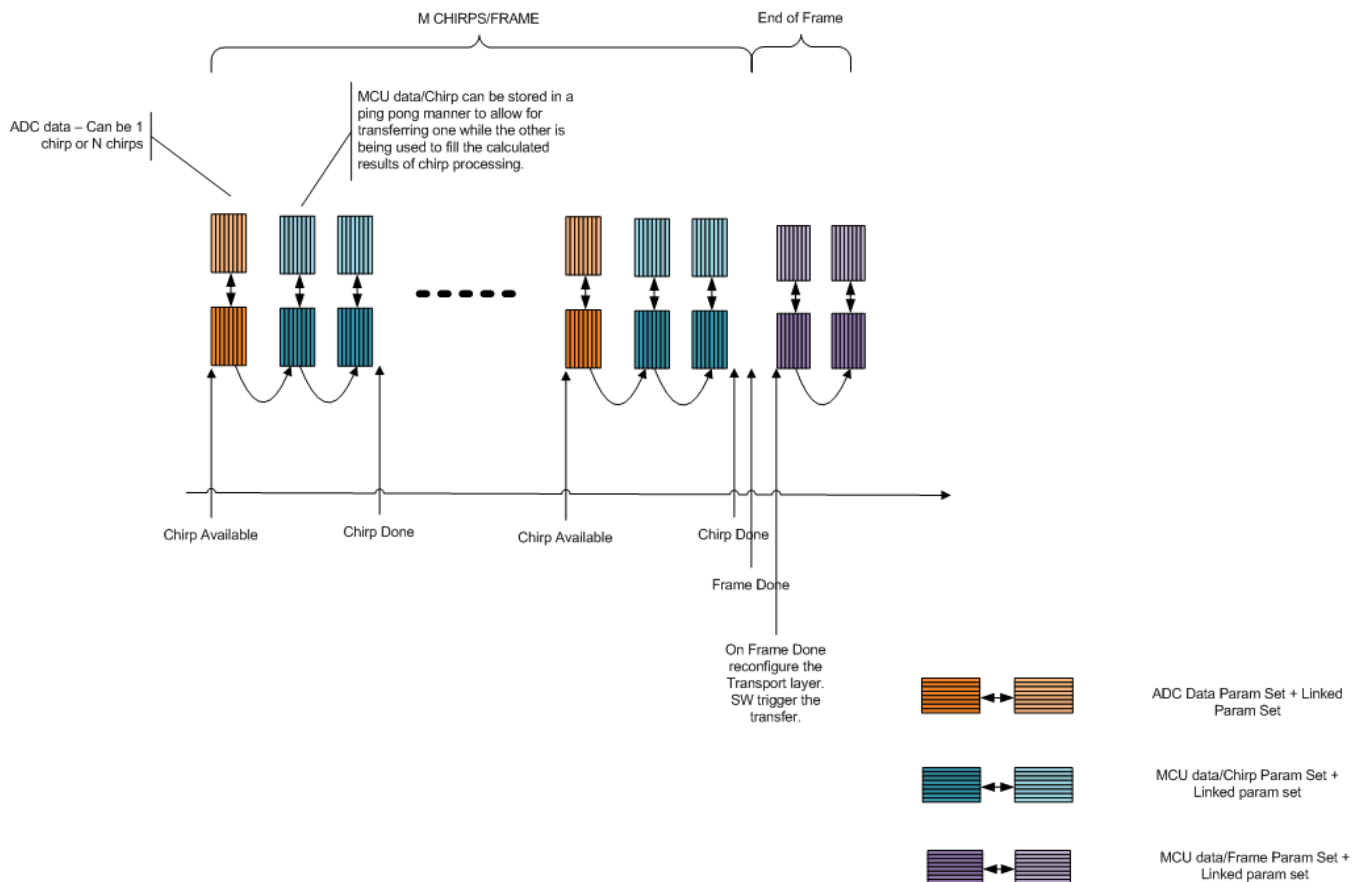 M CHIRPS/FRAME
End of Frame
ADC data – Can be 1
chirp or N chirps
MCU data/Chirp can be stored in a
ping pong manner to allow for
transferring one while the other is
being used to fill the calculated
results of chirp processing.
Chirp Available
Chirp Done
Chirp Available
Chirp Done
Frame Done
On Frame Done
reconfigure the
Transport layer.
SW trigger the
transfer.
ADC Data Param Set + Linked
Param Set
MCU data/Chirp Param Set +
Linked param set
MCU data/Frame Param Set +
Linked param set